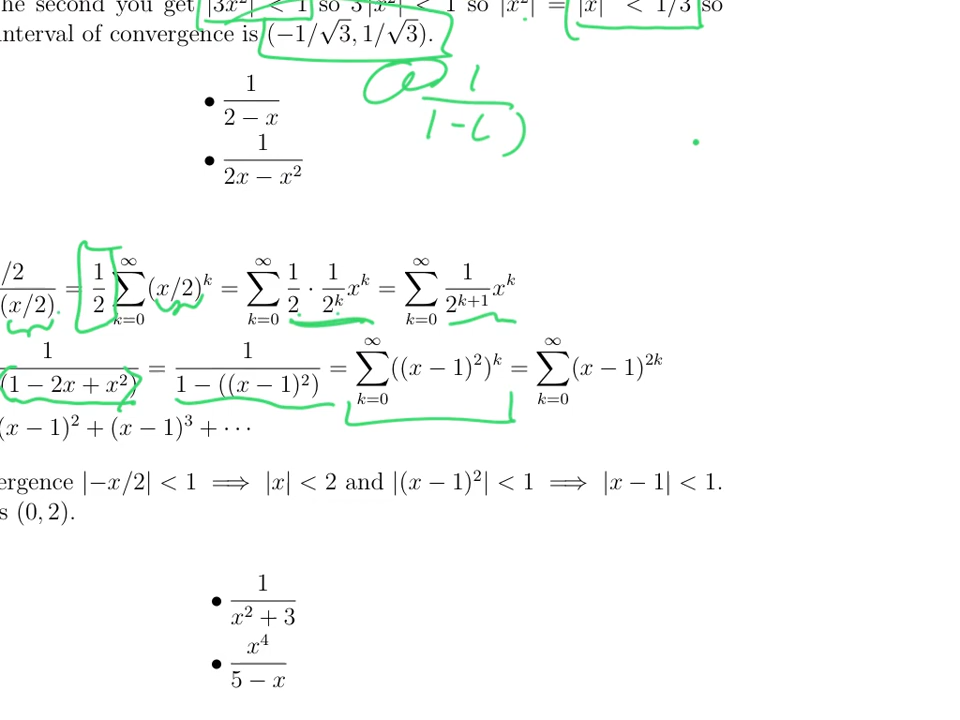 he second you get |3x²| < 1 so 3|x²| < 1 so |x²| = |x|² < 1/3 so
interval of convergence is (−1/√3, 1/√3).
• 1/(2 − x)
1/(1 − ( ))
• 1/(2x − x²)
/2/(x/2). = 1/2 ∑_{k=0}^{∞} (x/2)^k = ∑_{k=0}^{∞} 1/2 · 1/2^k x^k = ∑_{k=0}^{∞} 1/2^{k+1} x^k
1/(1 − 2x + x²) = 1/(1 − ((x − 1)²)) = ∑_{k=0}^{∞} ((x − 1)²)^k = ∑_{k=0}^{∞} (x − 1)^{2k}
(x − 1)² + (x − 1)³ + ⋯
ergence |−x/2| < 1 ⟹ |x| < 2 and |(x − 1)²| < 1 ⟹ |x − 1| < 1.
s (0, 2).
• 1/(x² + 3)
• x⁴/(5 − x)